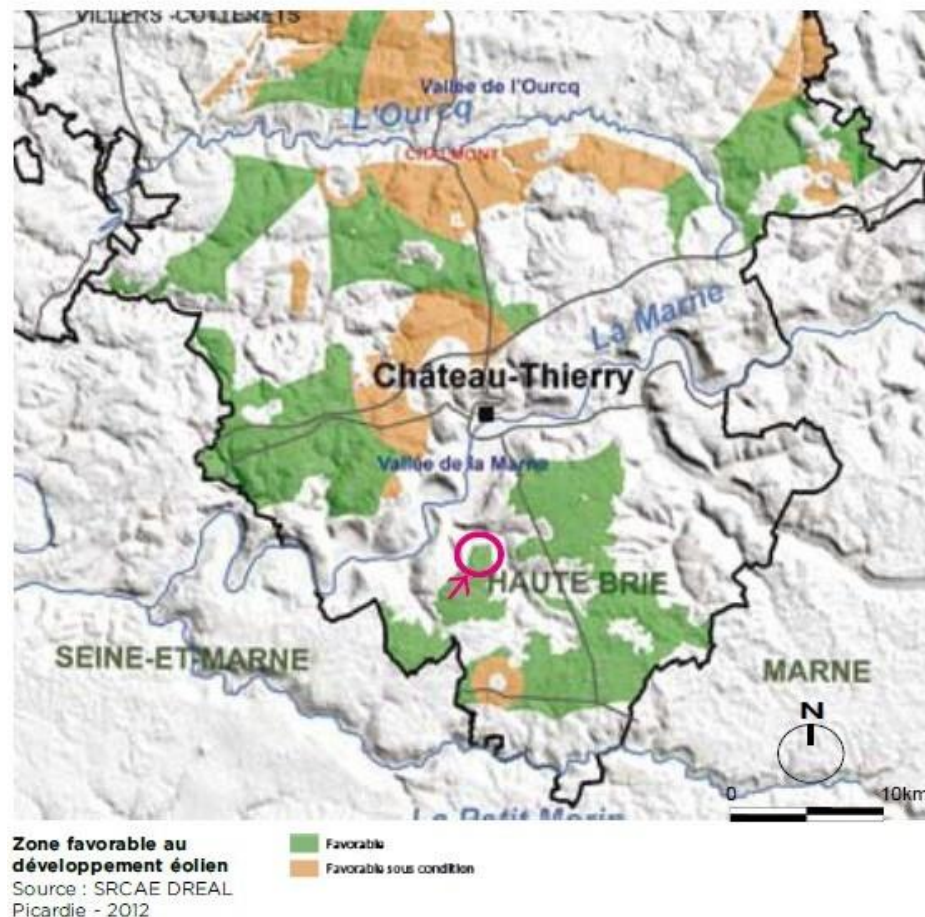 VILLERS -COTTERETS
Vallée de l'Ourcq
L'Ourcq
CHALMONT
La Marne
Château-Thierry
Vallée de la Marne
HAUTE BRIE
SEINE-ET-MARNE
MARNE
N
0 10km
Le Petit Morin
Zone favorable au
développement éolien
Source : SRCAE DREAL
Picardie - 2012
Favorable
Favorable sous condition